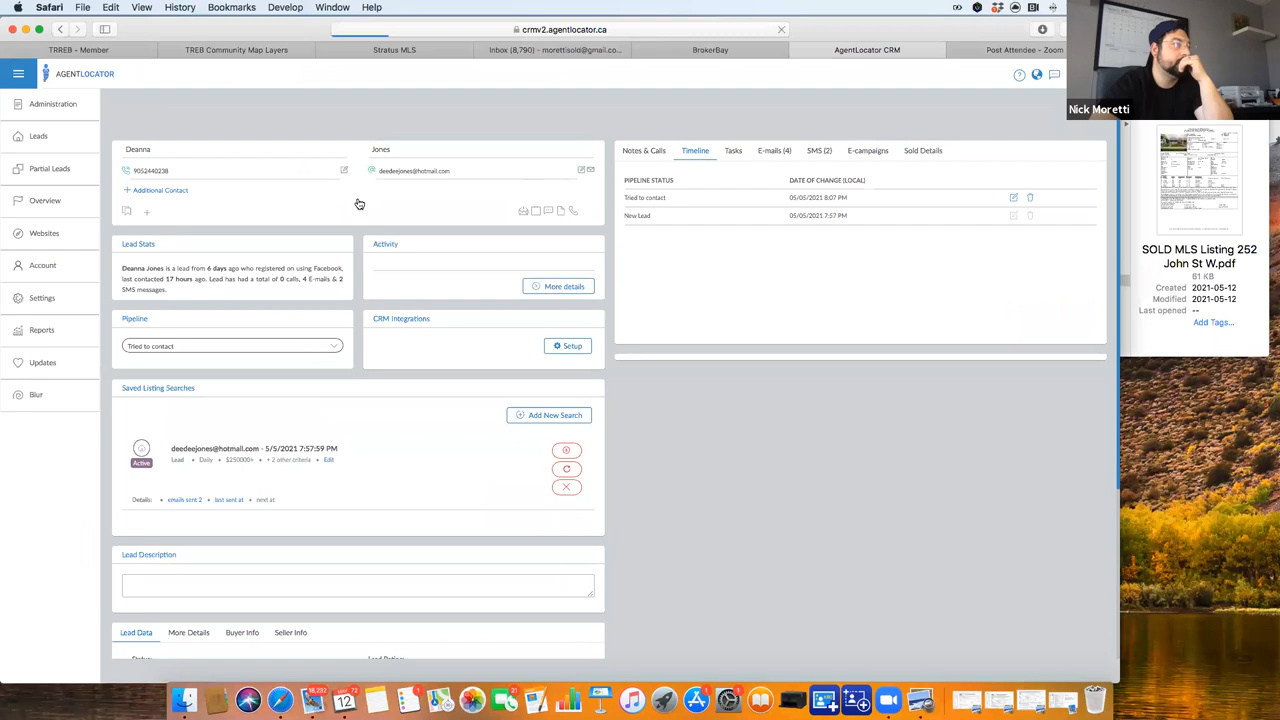 Safari File Edit View History Bookmarks Develop Window Help
crmv2.agentlocator.ca
TRREB - Member
TREB Community Map Layers
Stratus MLS
Inbox (8,790) - morettisold@gmail.co...
BrokerBay
AgentLocator CRM
Post Attendee - Zoom
AGENTLOCATOR
Nick Moretti
Administration
Leads
Partial Leads
Overview
Websites
Account
Settings
Reports
Updates
Blur
Deanna
Jones
9052440238
deedeejones@hotmail.com
+ Additional Contact
Lead Stats
Deanna Jones is a lead from 6 days ago who registered on using Facebook,
last contacted 17 hours ago. Lead has had a total of 0 calls, 4 E-mails & 2
SMS messages.
Activity
More details
Pipeline
Tried to contact
CRM Integrations
Setup
Saved Listing Searches
Add New Search
Active
deedeejones@hotmail.com - 5/5/2021 7:57:59 PM
Lead • Daily • $250000+ • + 2 other criteria • Edit
Details: • emails sent 2 • last sent at • next at
Lead Description
Lead Data
More Details
Buyer Info
Seller Info
Notes & Calls
Timeline
Tasks
E-mails (4)
SMS (2)
E-campaigns
Sold Details
PIPELINE STATUS
DATE OF CHANGE (LOCAL)
Tried to contact
05/05/2021 8:07 PM
New Lead
05/05/2021 7:57 PM
SOLD MLS Listing 252
John St W.pdf
61 KB
Created 2021-05-12
Modified 2021-05-12
Last opened --
Add Tags...